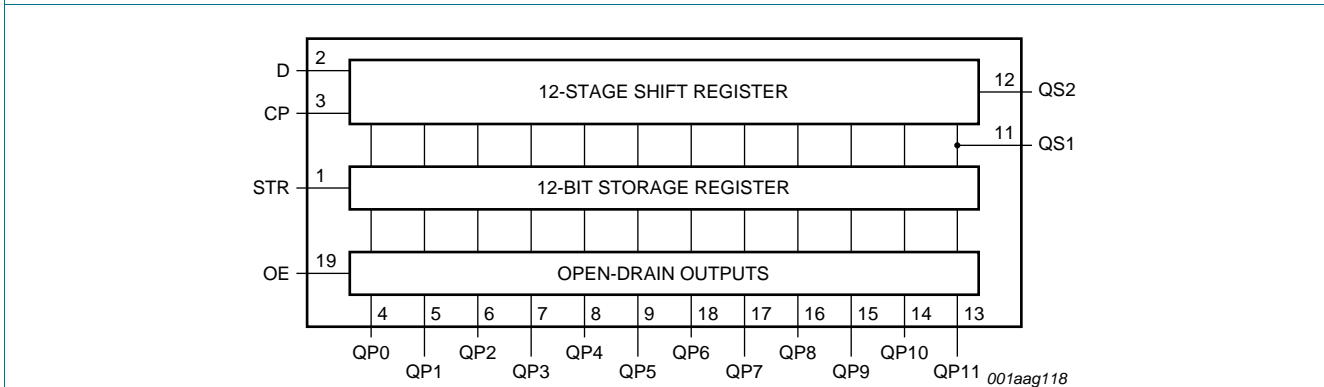 2
D
12-STAGE SHIFT REGISTER
12
QS2
3
CP
11
QS1
1
STR
12-BIT STORAGE REGISTER
19
OE
OPEN-DRAIN OUTPUTS
4 5 6 7 8 9 18 17 16 15 14 13
QP0 QP2 QP4 QP6 QP8 QP10
QP1 QP3 QP5 QP7 QP9 QP11
001aag118